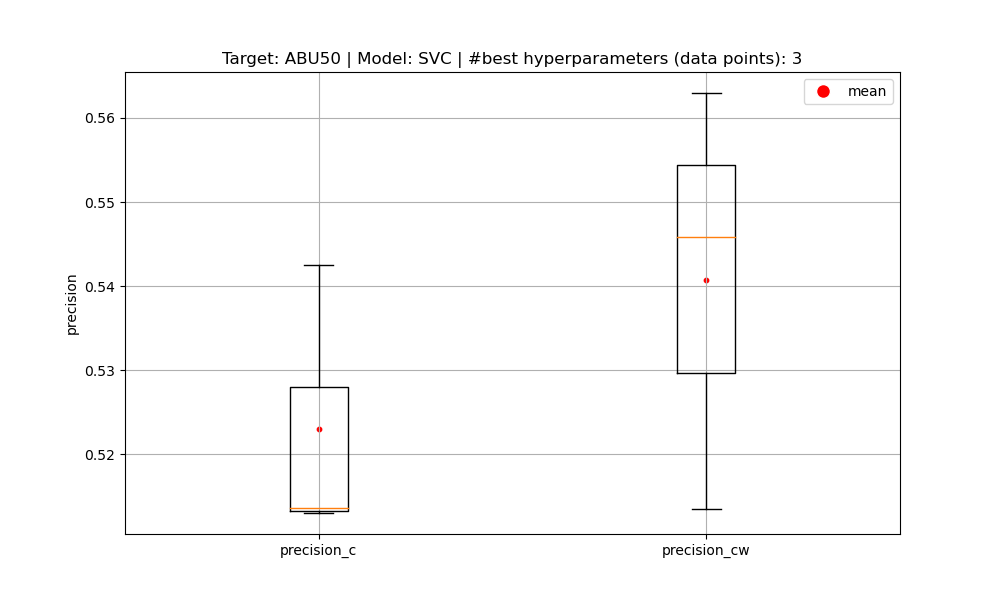 Target: ABU50 | Model: SVC | #best hyperparameters (data points): 3
mean
0.56
0.55
0.54
0.53
0.52
precision
precision_c
precision_cw